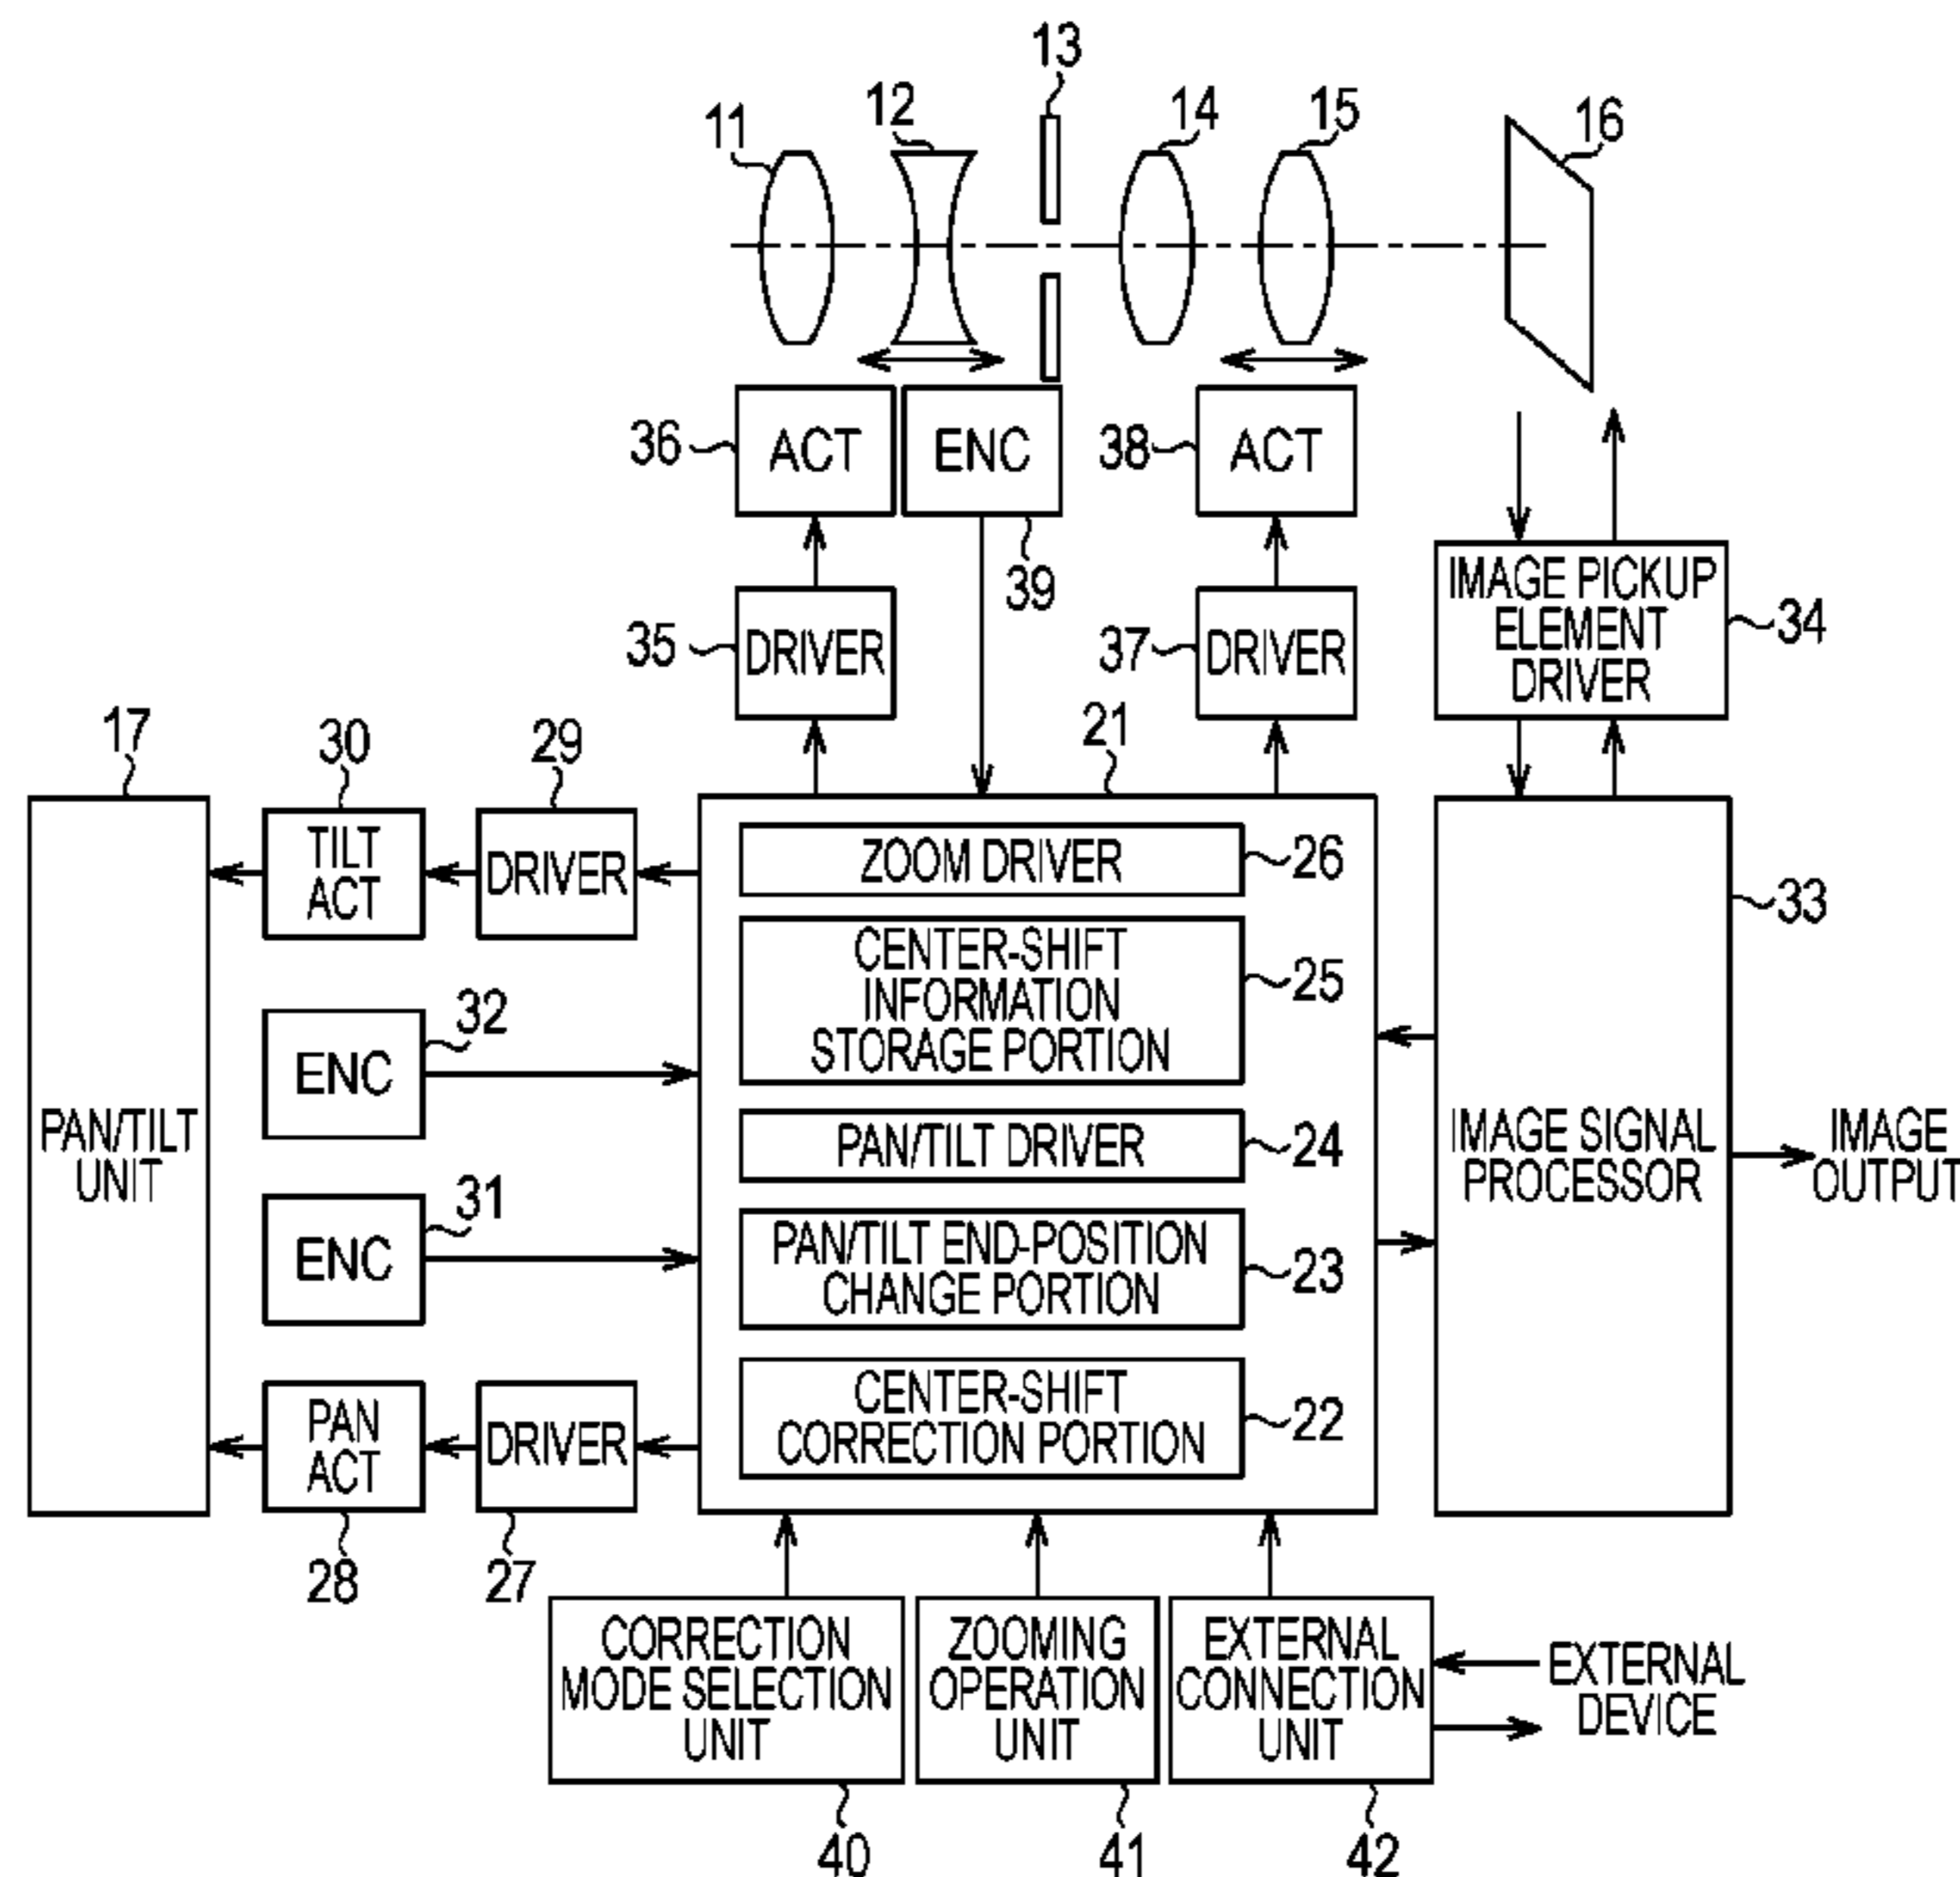 13
11
12
14
15
16
36
ACT
ENC
38
ACT
39
35
DRIVER
37
DRIVER
IMAGE PICKUP
ELEMENT
DRIVER
34
17
30
29
21
TILT
ACT
DRIVER
ZOOM DRIVER
26
33
CENTER-SHIFT
INFORMATION
STORAGE PORTION
25
32
ENC
PAN/TILT
UNIT
PAN/TILT DRIVER
24
IMAGE SIGNAL
PROCESSOR
IMAGE
OUTPUT
31
ENC
PAN/TILT END-POSITION
CHANGE PORTION
23
PAN
ACT
DRIVER
CENTER-SHIFT
CORRECTION PORTION
22
28
27
CORRECTION
MODE SELECTION
UNIT
ZOOMING
OPERATION
UNIT
EXTERNAL
CONNECTION
UNIT
EXTERNAL
DEVICE
40
41
42